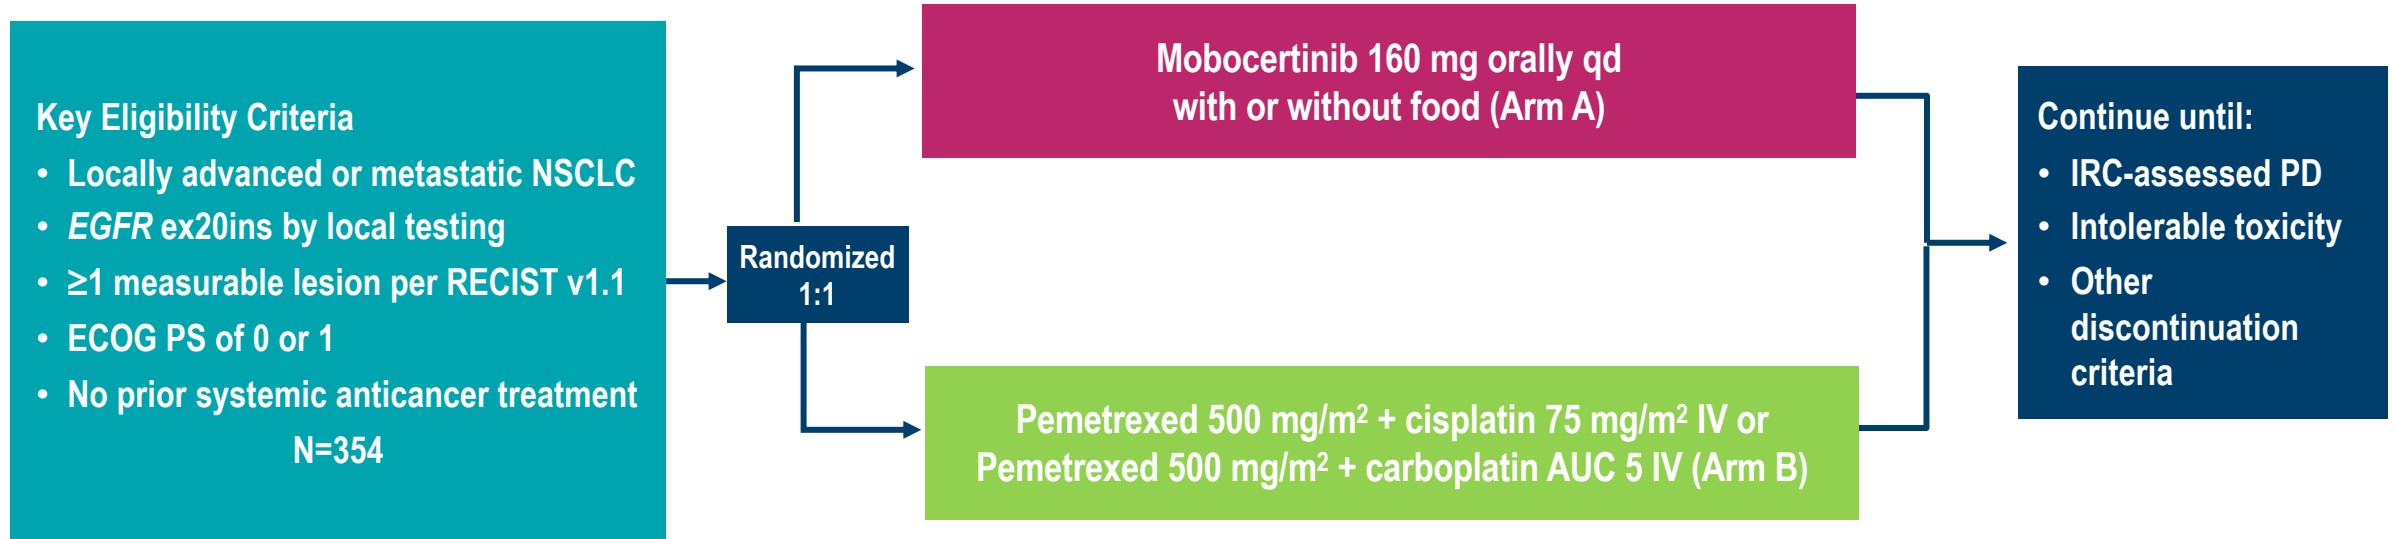 Key Eligibility Criteria
• Locally advanced or metastatic NSCLC
• EGFR ex20ins by local testing
• ≥1 measurable lesion per RECIST v1.1
• ECOG PS of 0 or 1
• No prior systemic anticancer treatment
N=354
Randomized
1:1
Mobocertinib 160 mg orally qd
with or without food (Arm A)
Pemetrexed 500 mg/m² + cisplatin 75 mg/m² IV or
Pemetrexed 500 mg/m² + carboplatin AUC 5 IV (Arm B)
Continue until:
• IRC-assessed PD
• Intolerable toxicity
• Other
discontinuation
criteria